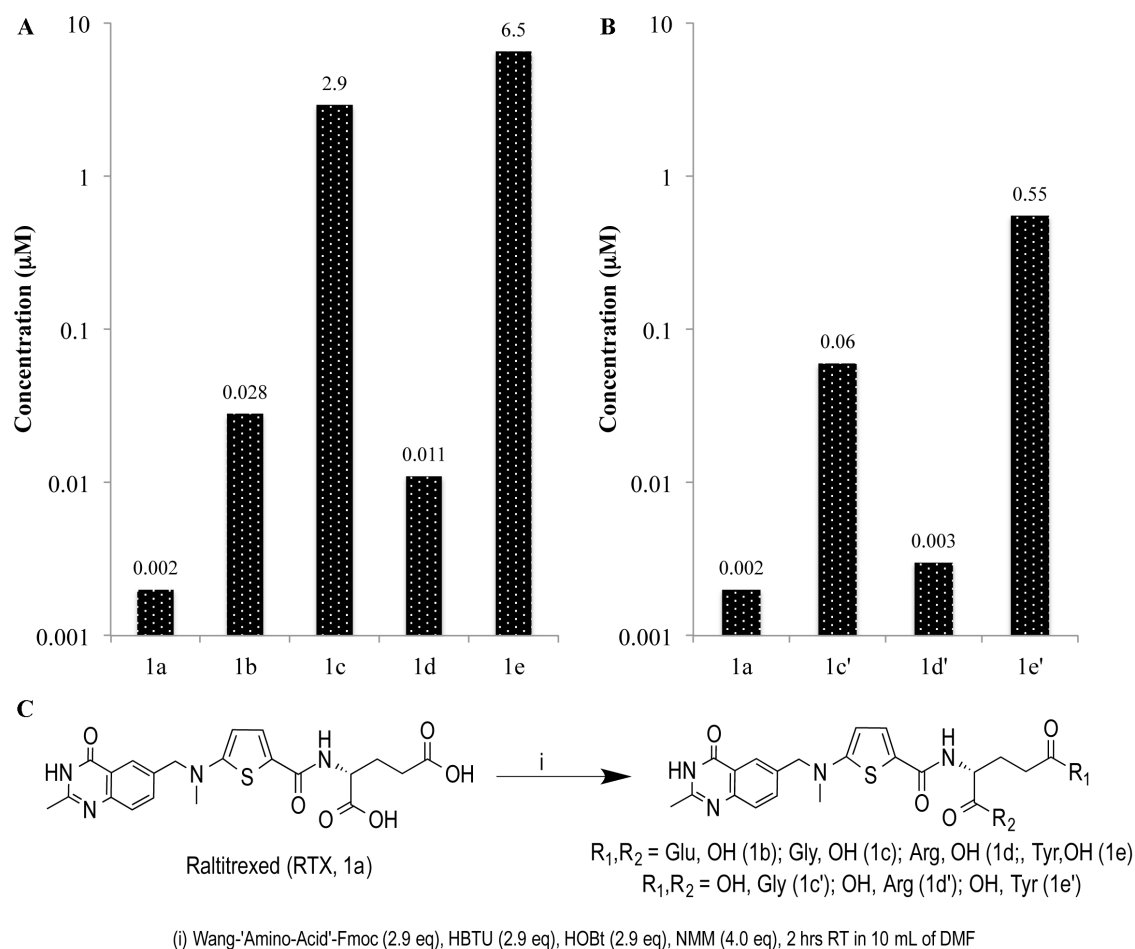 A
Concentration (µM)
10
1
0.1
0.01
0.001
0.002
0.028
2.9
0.011
6.5
1a
1b
1c
1d
1e
B
Concentration (µM)
10
1
0.1
0.01
0.001
0.002
0.06
0.003
0.55
1a
1c'
1d'
1e'
C
O
HN
N
N
S
O
H
N
O
OH
O
OH
Raltitrexed (RTX, 1a)
i
O
HN
N
N
S
O
H
N
O
R1
O
R2
R1,R2 = Glu, OH (1b); Gly, OH (1c); Arg, OH (1d;, Tyr,OH (1e)
R1,R2 = OH, Gly (1c'); OH, Arg (1d'); OH, Tyr (1e')
(i) Wang-'Amino-Acid'-Fmoc (2.9 eq), HBTU (2.9 eq), HOBt (2.9 eq), NMM (4.0 eq), 2 hrs RT in 10 mL of DMF